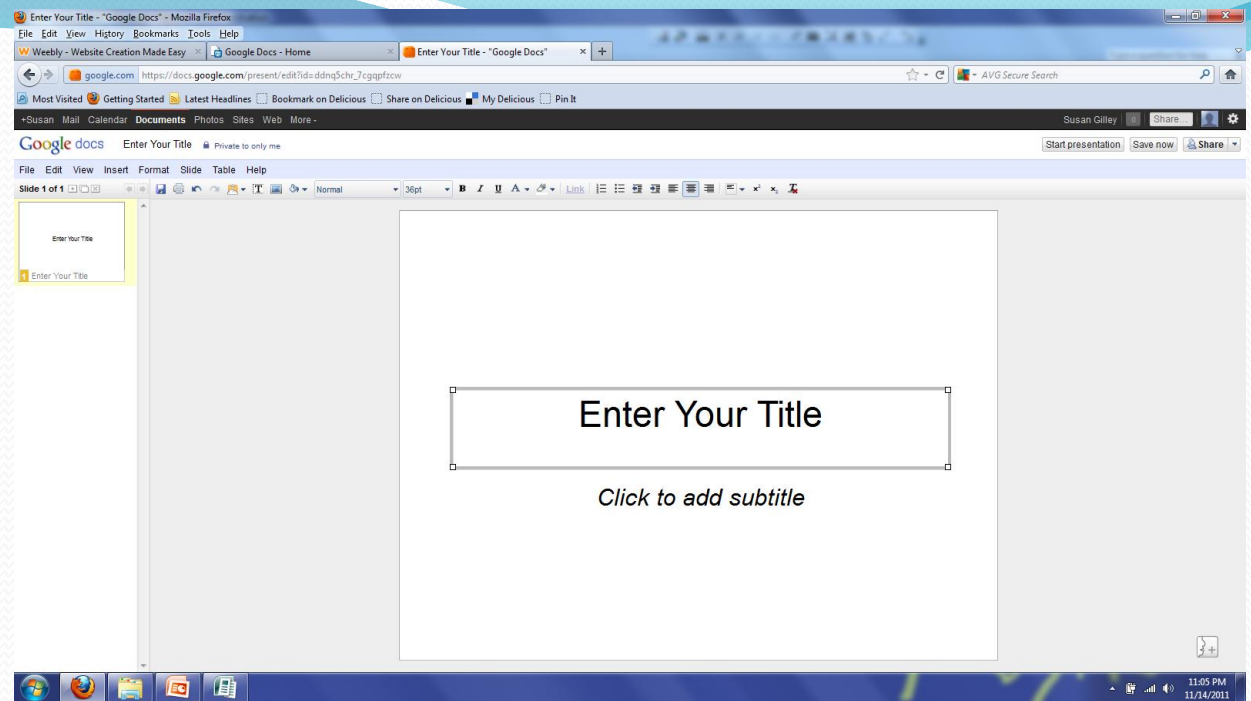 Enter Your Title - "Google Docs" - Mozilla Firefox
File Edit View History Bookmarks Tools Help
Weebly - Website Creation Made Easy Google Docs - Home Enter Your Title - "Google Docs"
google.com https://docs.google.com/present/edit?id=ddnq5chr_7cgqpfzcw AVG Secure Search
Most Visited Getting Started Latest Headlines Bookmark on Delicious Share on Delicious My Delicious Pin It
+Susan Mail Calendar Documents Photos Sites Web More - Susan Gilley 0 Share...
Google docs Enter Your Title Private to only me Start presentation Save now Share
File Edit View Insert Format Slide Table Help
Slide 1 of 1 Normal 36pt B I U A Link
Enter Your Title
1 Enter Your Title
Enter Your Title
Click to add subtitle
11:05 PM
11/14/2011